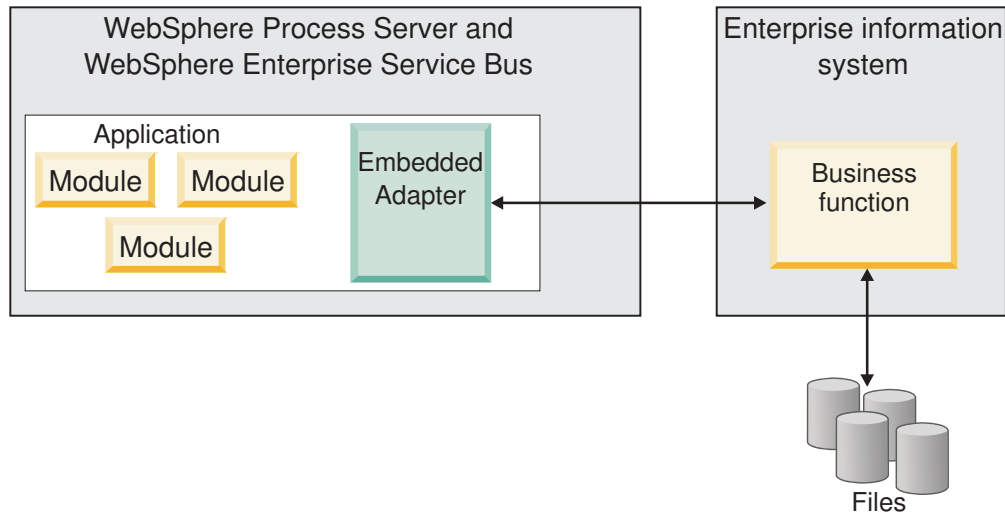 WebSphere Process Server and
WebSphere Enterprise Service Bus
Application
Module
Module
Module
Embedded
Adapter
Enterprise information
system
Business
function
Files